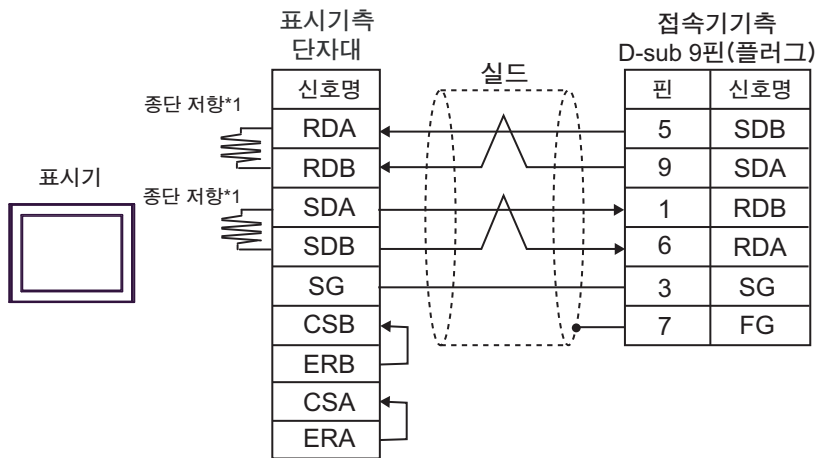 표시기측
단자대
접속기기측
D-sub 9핀(플러그)
실드
종단 저항*1
종단 저항*1
표시기
신호명
RDA
RDB
SDA
SDB
SG
CSB
ERB
CSA
ERA
핀 신호명
5 SDB
9 SDA
1 RDB
6 RDA
3 SG
7 FG